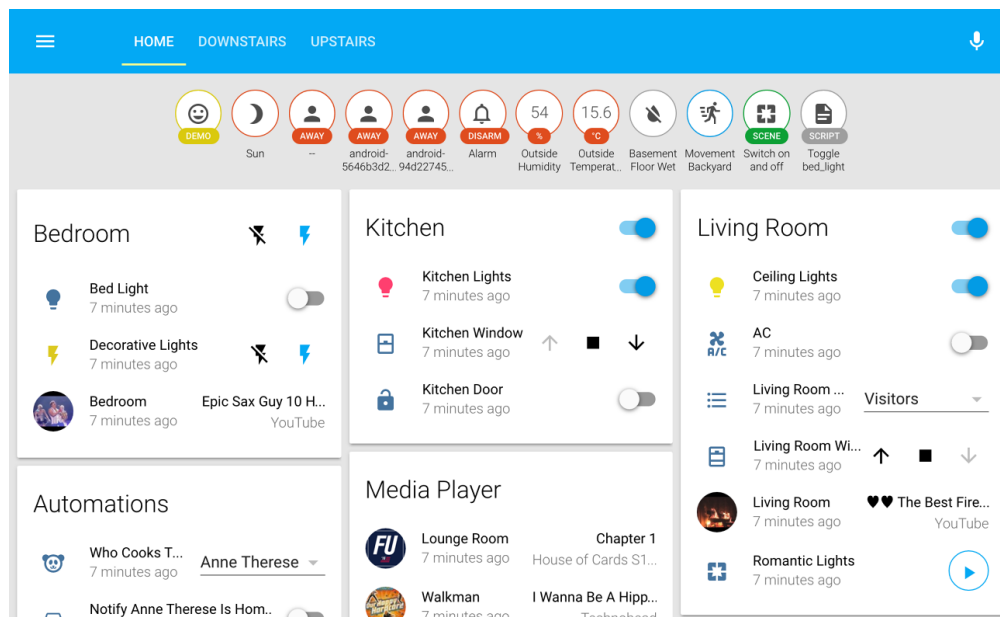 HOME DOWNSTAIRS UPSTAIRS
54 15.6
DEMO AWAY AWAY AWAY DISARM % °C SCENE SCRIPT
Sun -- android- android- Alarm Outside Outside Basement Movement Switch on Toggle
5646b3d2... 94d22745... Humidity Temperat... Floor Wet Backyard and off bed_light
Bedroom
Bed Light
7 minutes ago
Decorative Lights
7 minutes ago
Bedroom Epic Sax Guy 10 H...
7 minutes ago YouTube
Automations
Who Cooks T... Anne Therese
7 minutes ago
Notify Anne Therese Is Hom..
Kitchen
Kitchen Lights
7 minutes ago
Kitchen Window
7 minutes ago
Kitchen Door
7 minutes ago
Media Player
FU
Lounge Room Chapter 1
7 minutes ago House of Cards S1...
Walkman I Wanna Be A Hipp...
7 minutes ago Technohead
Living Room
Ceiling Lights
7 minutes ago
A/C
AC
7 minutes ago
Living Room ... Visitors
7 minutes ago
Living Room Wi...
7 minutes ago
Living Room ♥♥ The Best Fire...
7 minutes ago YouTube
Romantic Lights
7 minutes ago